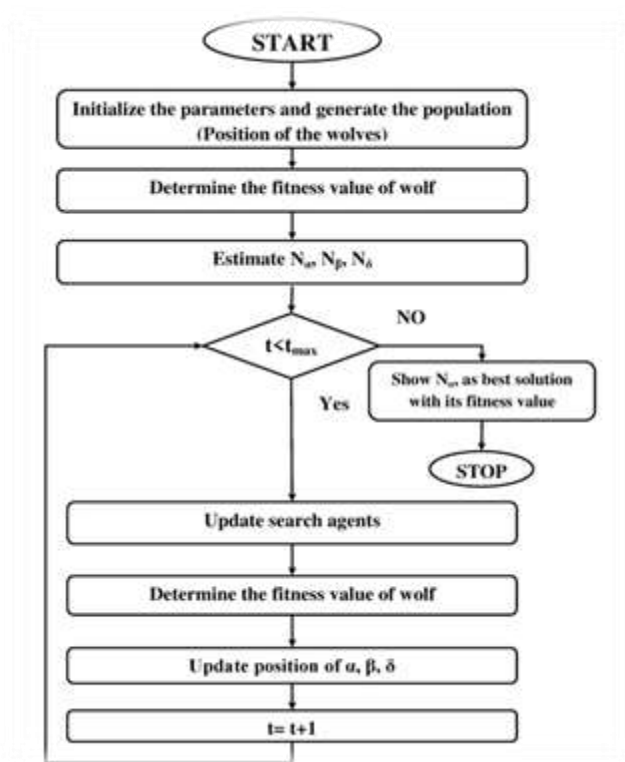 START
Initialize the parameters and generate the population
(Position of the wolves)
Determine the fitness value of wolf
Estimate Nα, Nβ, Nδ
t<tmax
NO
Show Nα, as best solution
with its fitness value
Yes
STOP
Update search agents
Determine the fitness value of wolf
Update position of α, β, δ
t= t+1